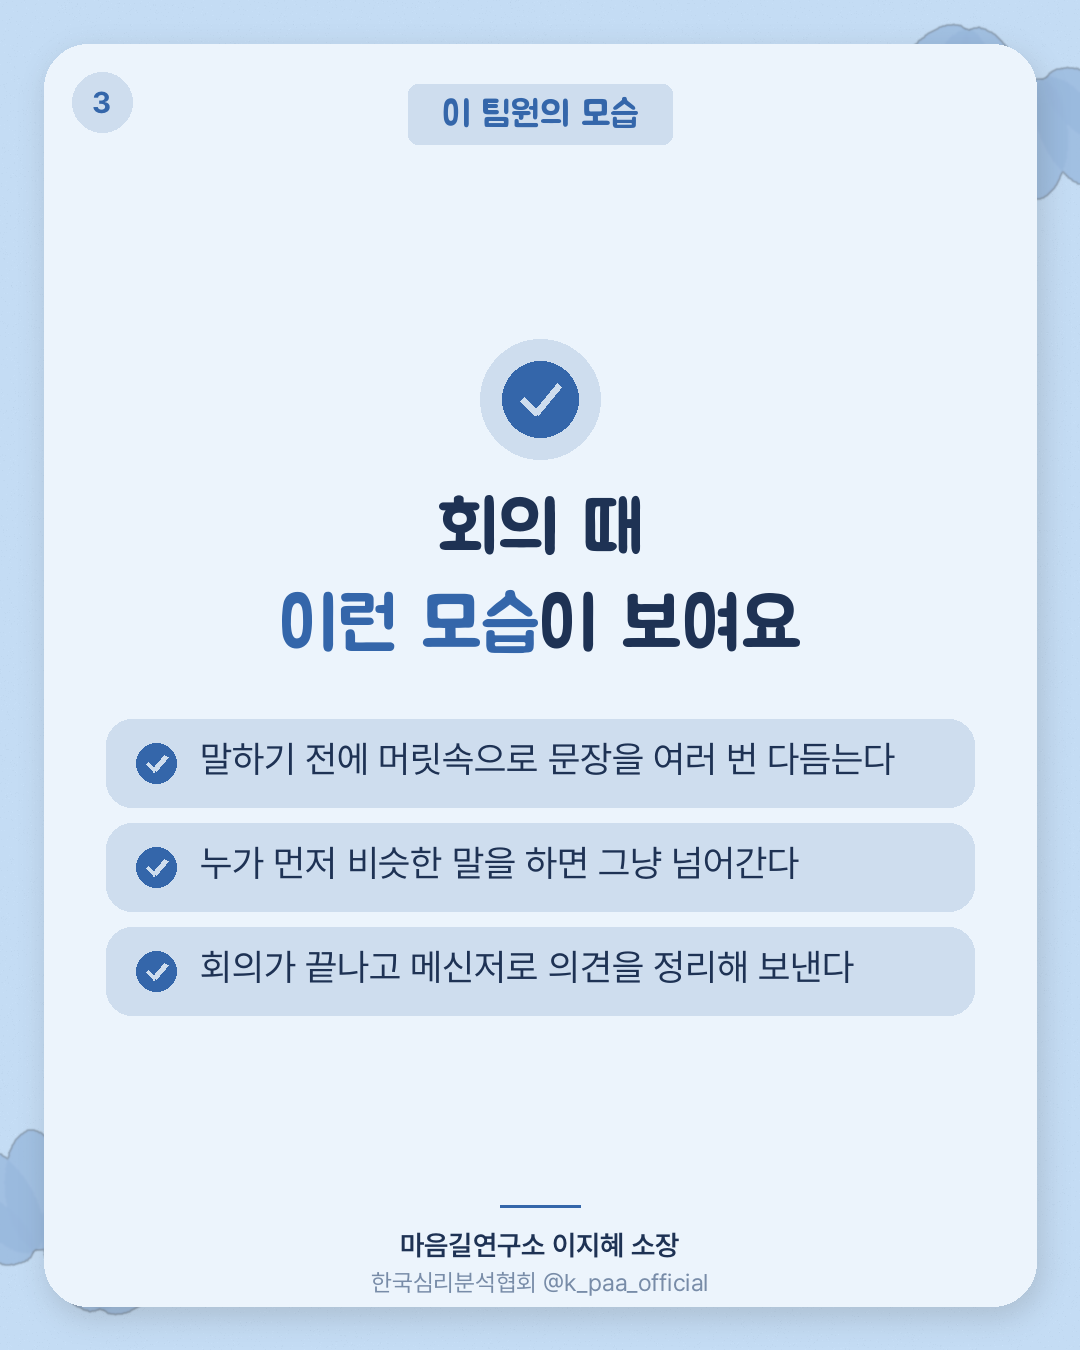 3
이 팀원의 모습
회의 때
이런 모습이 보여요
말하기 전에 머릿속으로 문장을 여러 번 다듬는다
누가 먼저 비슷한 말을 하면 그냥 넘어간다
회의가 끝나고 메신저로 의견을 정리해 보낸다
마음길연구소 이지혜 소장
한국심리분석협회 @k_paa_official